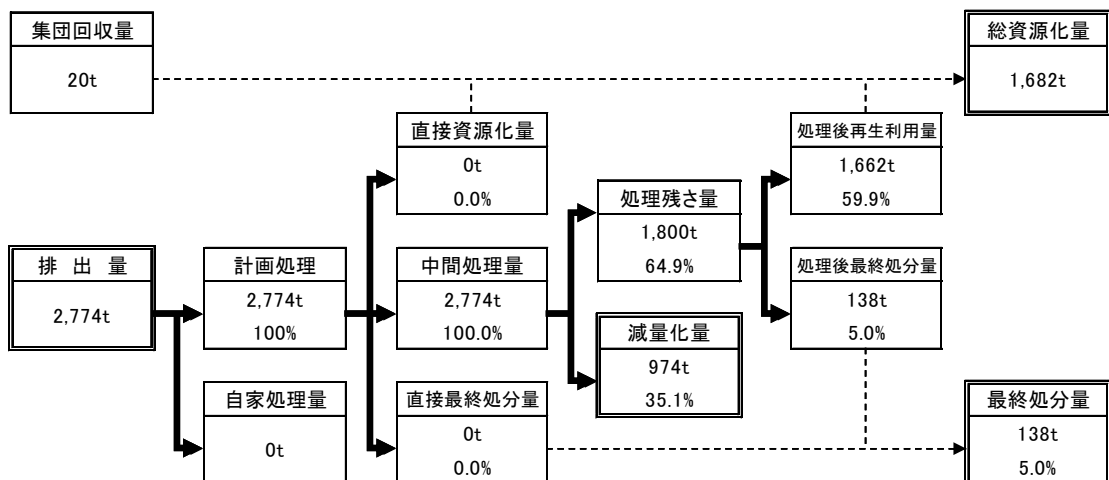 集団回収量
20t
総資源化量
1,682t
直接資源化量
0t
0.0%
処理後再生利用量
1,662t
59.9%
処理残さ量
1,800t
64.9%
排 出 量
2,774t
計画処理
2,774t
100%
中間処理量
2,774t
100.0%
処理後最終処分量
138t
5.0%
減量化量
974t
35.1%
自家処理量
0t
直接最終処分量
0t
0.0%
最終処分量
138t
5.0%